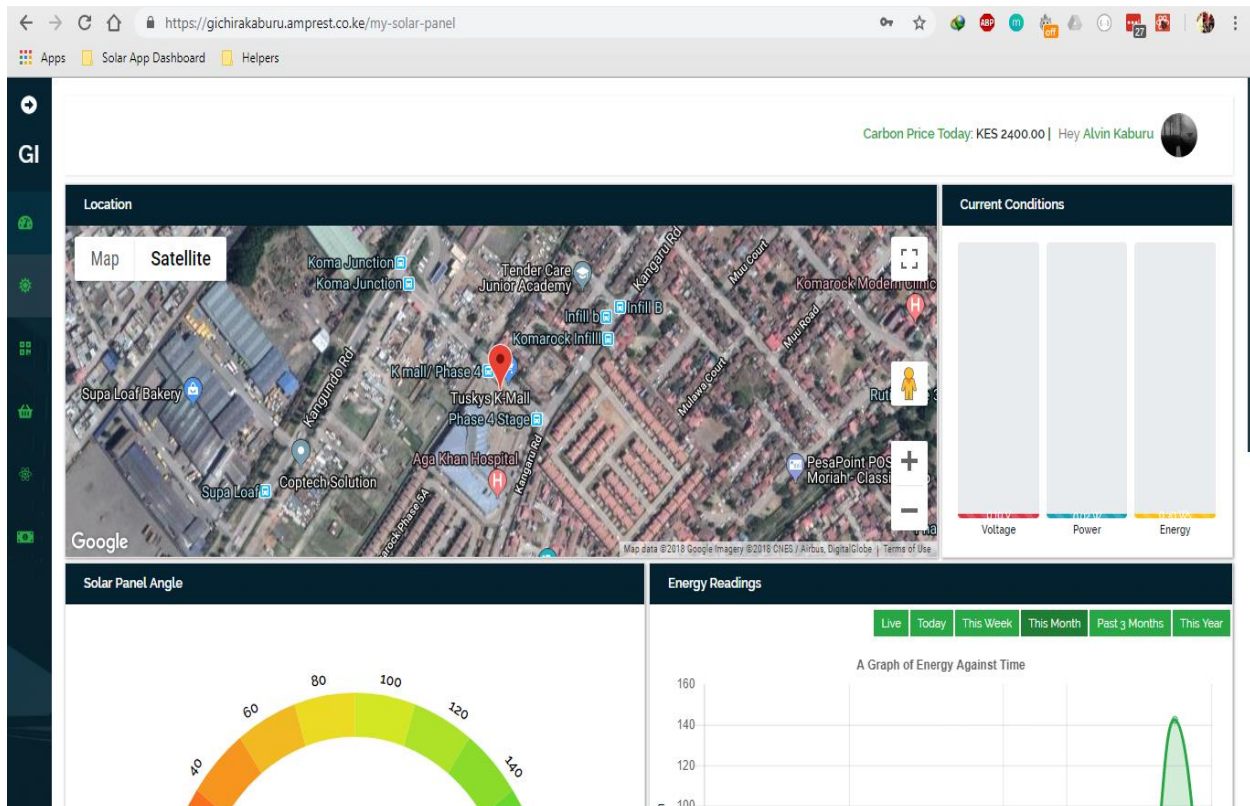 https://gichirakaburu.amprest.co.ke/my-solar-panel
ABP
m
off
27
Apps
Solar App Dashboard
Helpers
GI
Carbon Price Today: KES 2400.00 | Hey Alvin Kaburu
Location
Current Conditions
Map
Satellite
Koma Junction
Koma Junction
Tender Care
Junior Academy
Kangaru Rd
Muu Court
Komarock Modern Clinic
Infill B
Infill b
Komarock Infilll
Muu Road
Kangundo Rd
K mall/ Phase 4
Supa Loaf Bakery
Tuskys K-Mall
Mulawa Court
Phase 4 Stage
Aga Khan Hospital
Kangaru Rd
PesaPoint POS
Moriah - Classi
Coptech Solution
Supa Loaf
Google
Map data ©2018 Google Imagery ©2018 CNES / Airbus, DigitalGlobe
Terms of Use
Voltage
Power
Energy
Solar Panel Angle
Energy Readings
Live
Today
This Week
This Month
Past 3 Months
This Year
A Graph of Energy Against Time
40
60
80
100
120
140
160
140
120
100